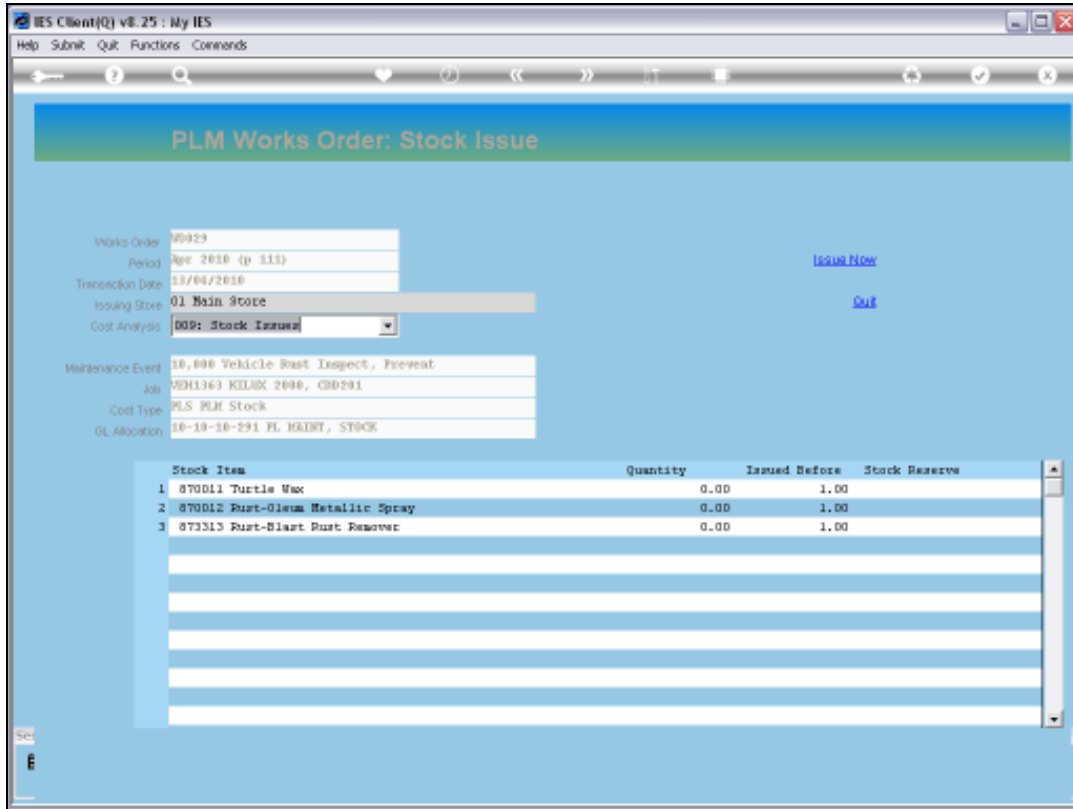 IES Client(Q) v8.25 : My IES
Help Submit Quit Functions Commands
PLM Works Order: Stock Issue
Works Order W0029
Period Apr 2010 (p 111)
Issue Now
Transaction Date 13/04/2010
Issuing Store 01 Main Store
Quit
Cost Analysis 009: Stock Issues
Maintenance Event 10,000 Vehicle Rust Inspect, Prevent
Job VEH1363 HILUX 2000, CDD201
Cost Type PLS PLM Stock
GL Allocation 10-10-10-291 PL MAINT, STOCK
Stock Item Quantity Issued Before Stock Reserve
1 870011 Turtle Wax 0.00 1.00
2 870012 Rust-Oleum Metallic Spray 0.00 1.00
3 873313 Rust-Blast Rust Remover 0.00 1.00